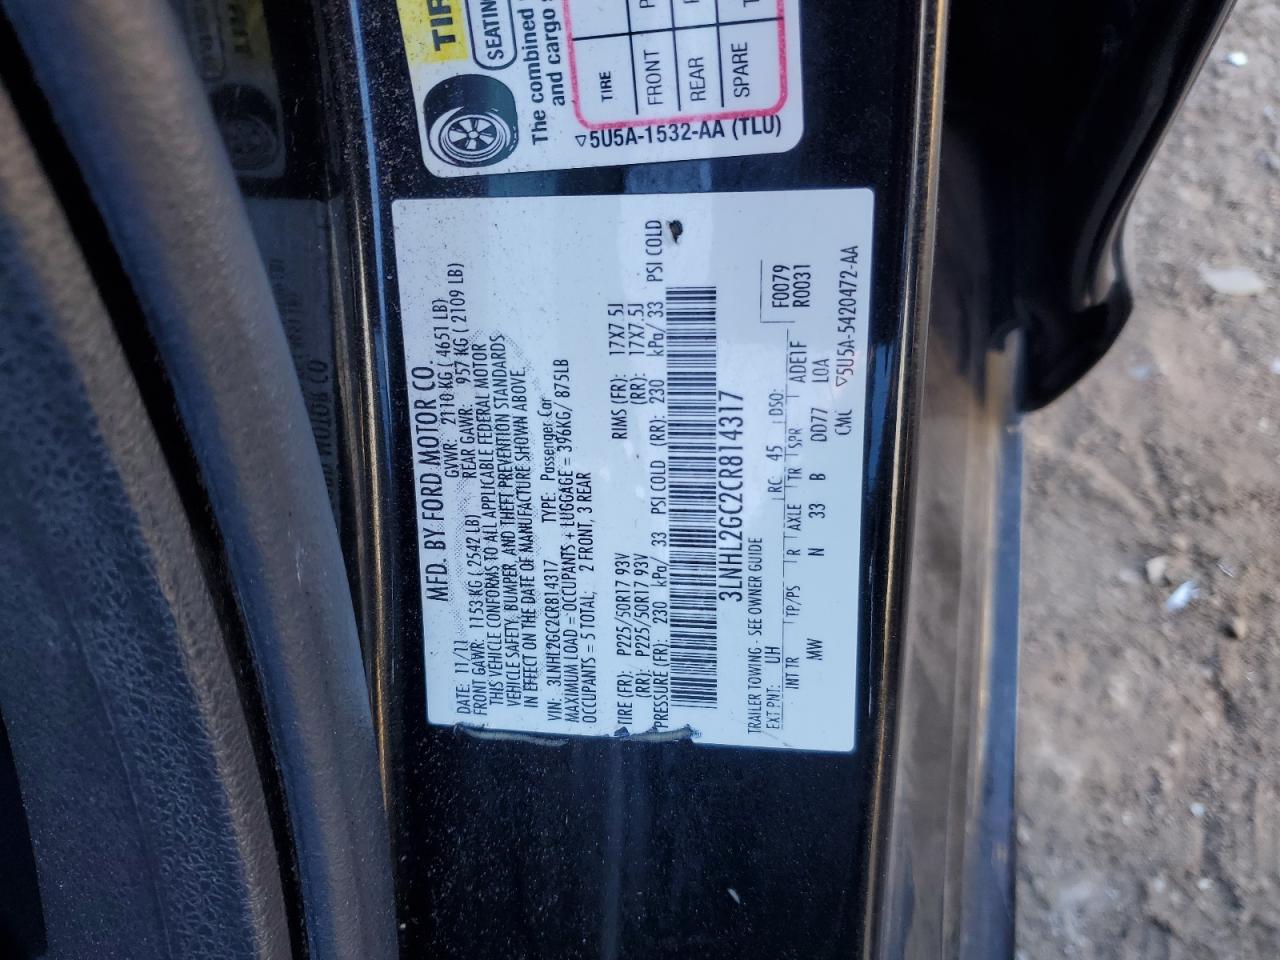 TIR
SEATIN
The combined
and cargo
TIRE
FRONT
REAR
SPARE
5U5A-1532-AA (TLU)
MFD. BY FORD MOTOR CO.
DATE: 11/11 GVWR: 2110 KG ( 4651 LB)
FRONT GAWR: 1153 KG ( 2542 LB) REAR GAWR: 957 KG ( 2109 LB)
THIS VEHICLE CONFORMS TO ALL APPLICABLE FEDERAL MOTOR
VEHICLE SAFETY, BUMPER, AND THEFT PREVENTION STANDARDS
IN EFFECT ON THE DATE OF MANUFACTURE SHOWN ABOVE.
VIN: 3LNHL2GC2CR814317 TYPE: Passenger Car
MAXIMUM LOAD = OCCUPANTS + LUGGAGE = 396KG/ 875LB
OCCUPANTS = 5 TOTAL; 2 FRONT, 3 REAR
TIRE (FR): P225/50R17 93V RIMS (FR): 17X7.5J
(RR): P225/50R17 93V (RR): 17X7.5J
PRESSURE (FR): 230 kPa/ 33 PSI COLD (RR): 230 kPa/ 33 PSI COLD
3LNHL2GC2CR814317
TRAILER TOWING - SEE OWNER GUIDE
F0079
R0031
EXT PNT: UH RC: 45 DSO:
INT TR TP/PS R AXLE TR SPR ADEIF
MW N 33 B DD77 LOA
CMC 5U5A-5420472-AA